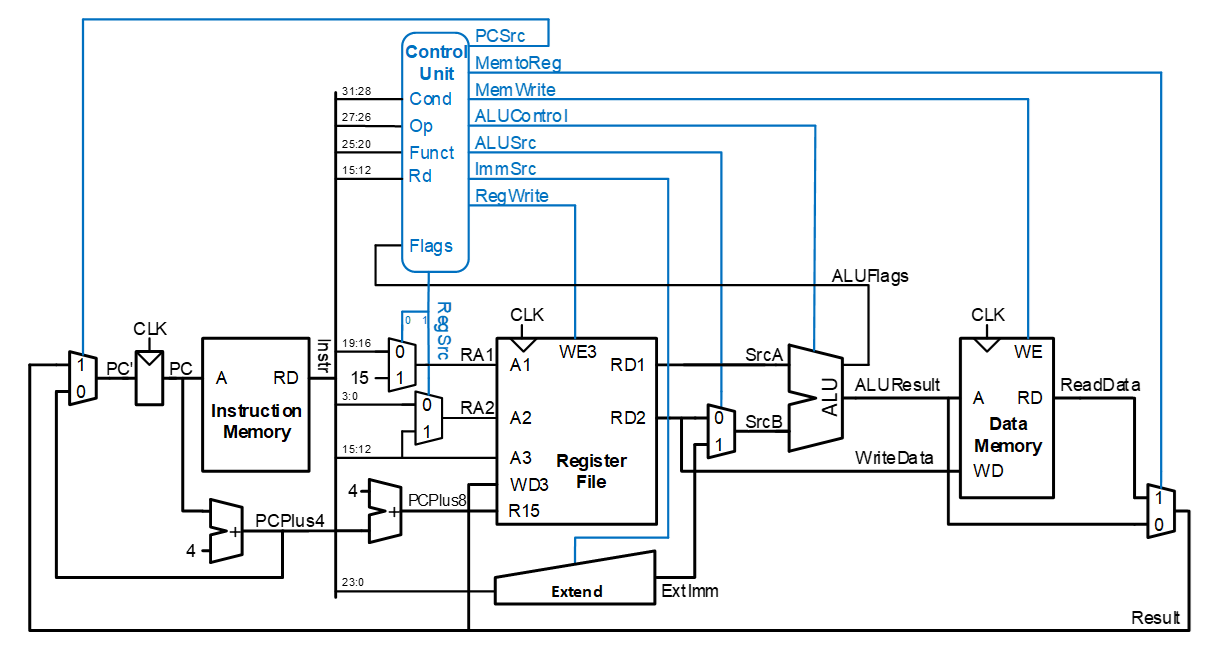 PCSrc
Control
Unit
MemtoReg
MemWrite
31:28
Cond
ALUControl
27:26
Op
ALUSrc
25:20
Funct
ImmSrc
15:12
Rd
RegWrite
Flags
ALUFlags
RegSrc
0 1
CLK
CLK
CLK
19:16
Instr
0
RA1
A1
WE3
RD1
SrcA
WE
1
PC'
PC
A
RD
15
1
0
Instruction
Memory
3:0
0
RA2
A2
RD2
0
SrcB
1
ALU
ALUResult
A
RD
ReadData
Data
Memory
1
15:12
A3
Register
File
WriteData
WD
WD3
4
PCPlus8
+
R15
1
0
PCPlus4
+
4
23:0
Extend
ExtImm
Result